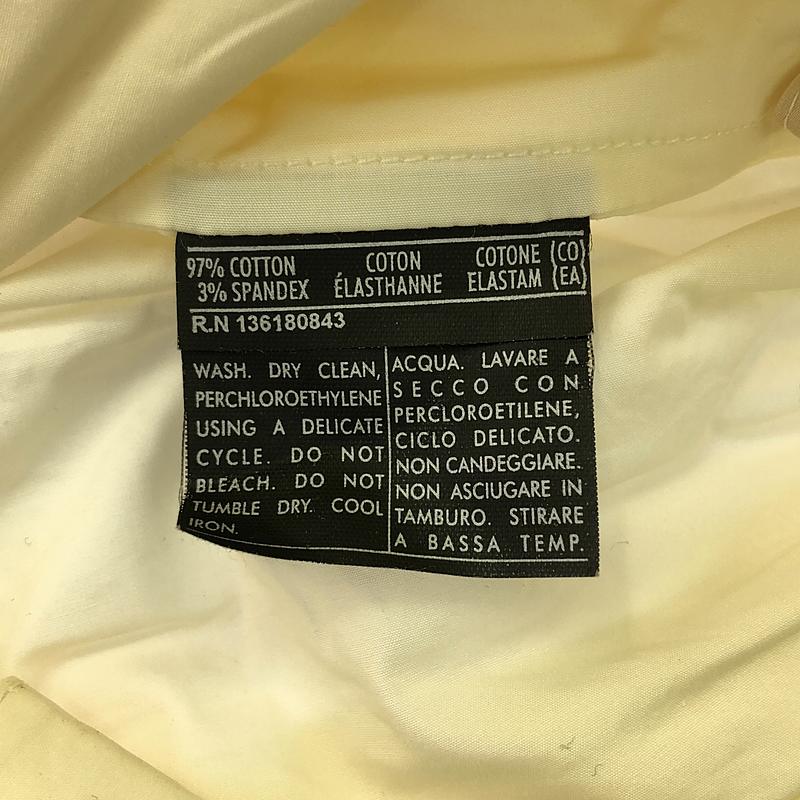 97% COTTON COTON COTONE (CO)
3% SPANDEX ÉLASTHANNE ELASTAM (EA)
R.N 136180843
WASH. DRY CLEAN,
PERCHLOROETHYLENE
USING A DELICATE
CYCLE. DO NOT
BLEACH. DO NOT
TUMBLE DRY. COOL
IRON.
ACQUA. LAVARE A
SECCO CON
PERCLOROETILENE,
CICLO DELICATO.
NON CANDEGGIARE.
NON ASCIUGARE IN
TAMBURO. STIRARE
A BASSA TEMP.